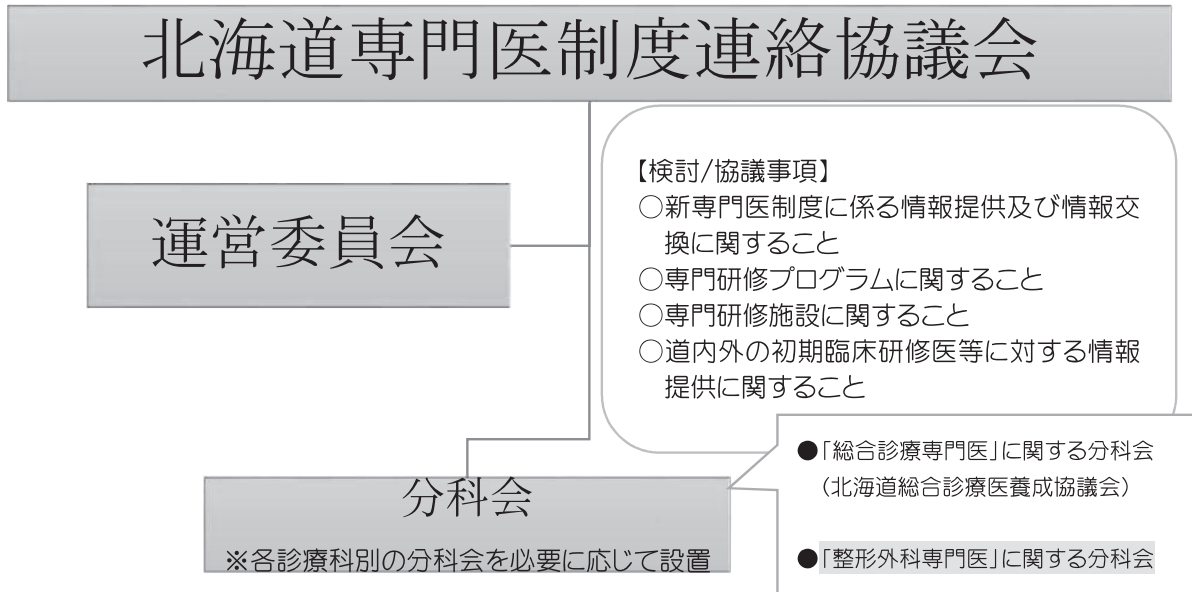 北海道専門医制度連絡協議会
運営委員会
【検討/協議事項】
○新専門医制度に係る情報提供及び情報交
換に関すること
○専門研修プログラムに関すること
○専門研修施設に関すること
○道内外の初期臨床研修医等に対する情報
提供に関すること
分科会
※各診療科別の分科会を必要に応じて設置
●「総合診療専門医」に関する分科会
（北海道総合診療医養成協議会）
●「整形外科専門医」に関する分科会